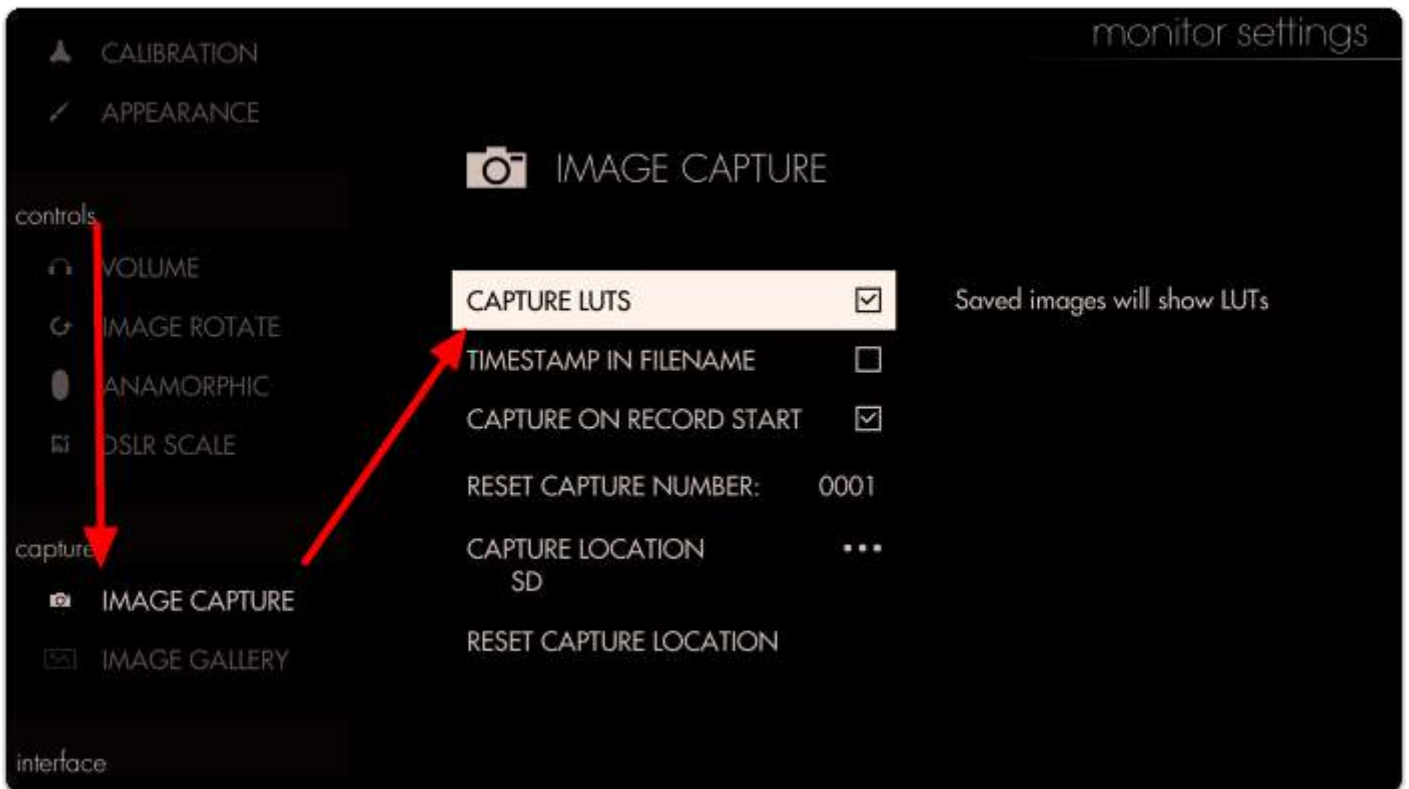 monitor settings
CALIBRATION
APPEARANCE
controls
VOLUME
IMAGE ROTATE
ANAMORPHIC
DSLR SCALE
capture
IMAGE CAPTURE
IMAGE GALLERY
interface
IMAGE CAPTURE
CAPTURE LUTS
Saved images will show LUTs
TIMESTAMP IN FILENAME
CAPTURE ON RECORD START
RESET CAPTURE NUMBER: 0001
CAPTURE LOCATION
SD
RESET CAPTURE LOCATION